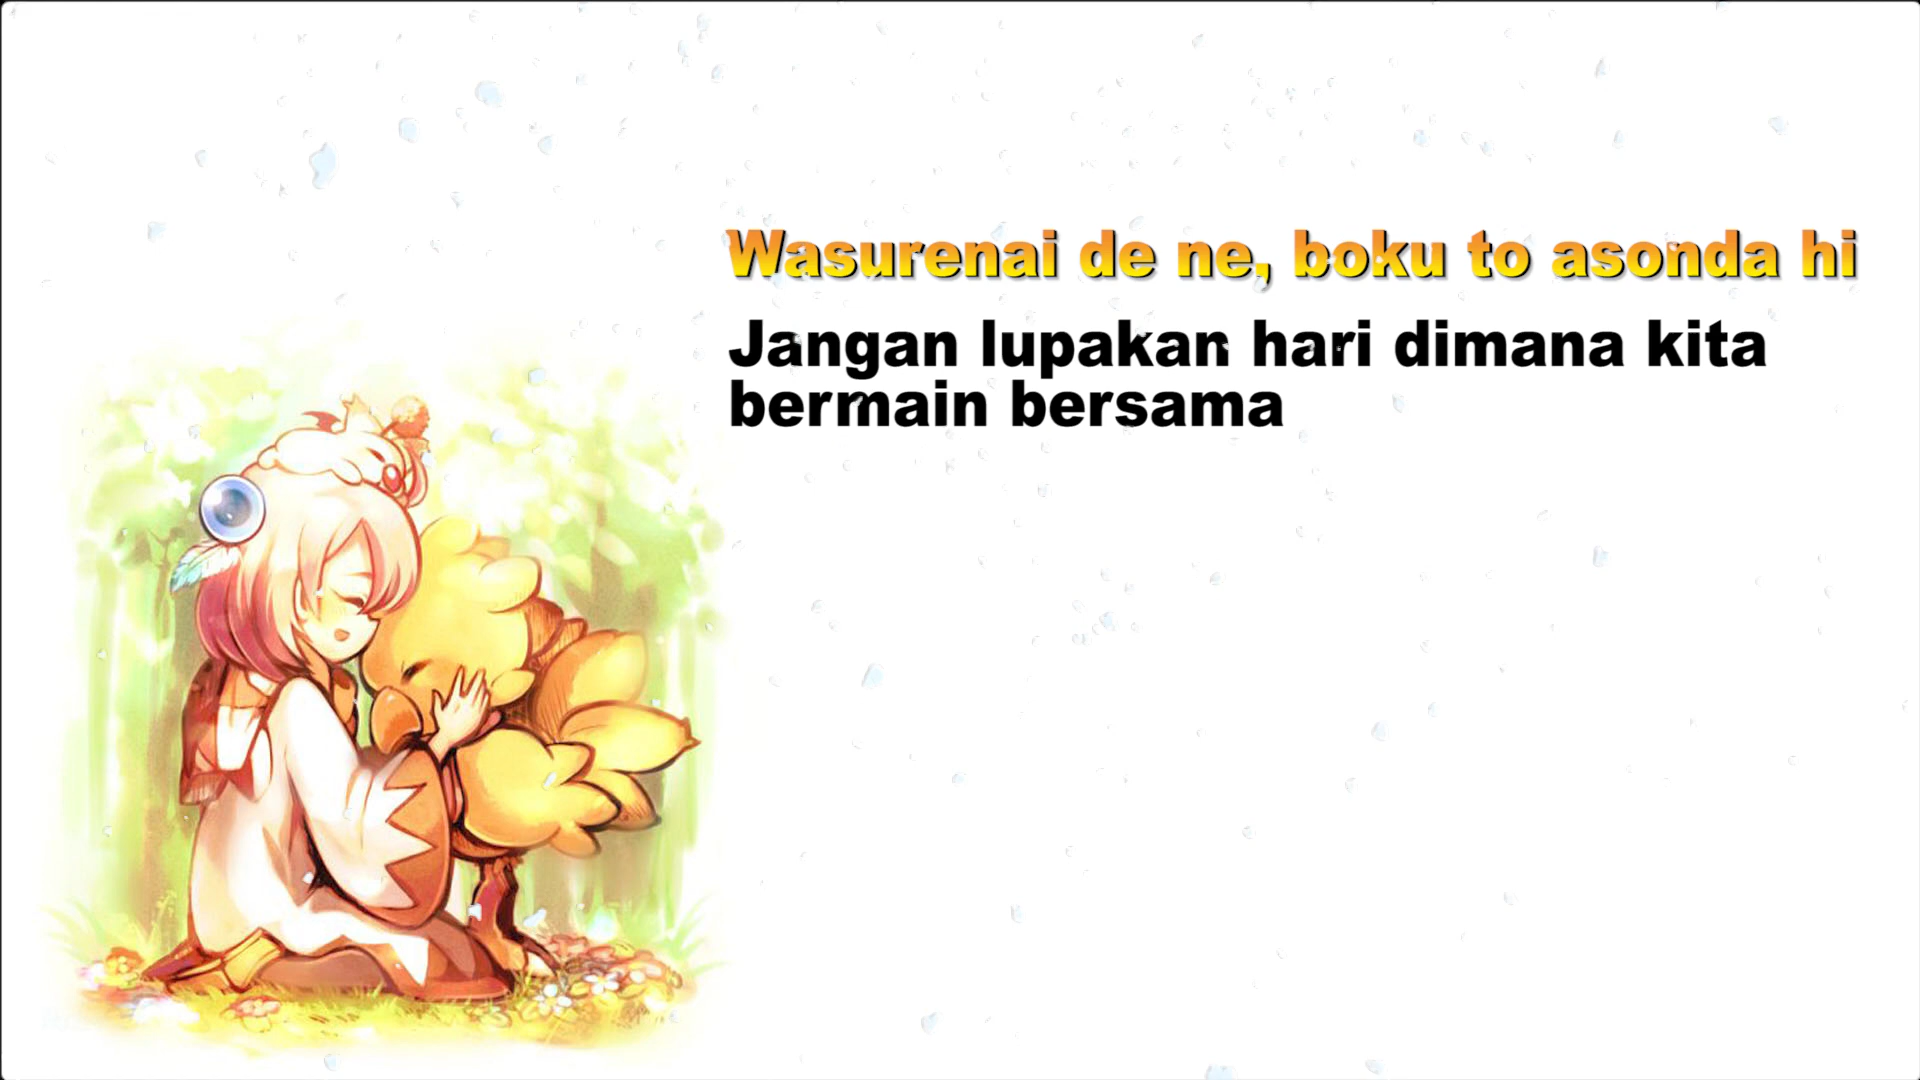 Wasurenai de ne, boku to asonda hi
Jangan lupakan hari dimana kita
bermain bersama